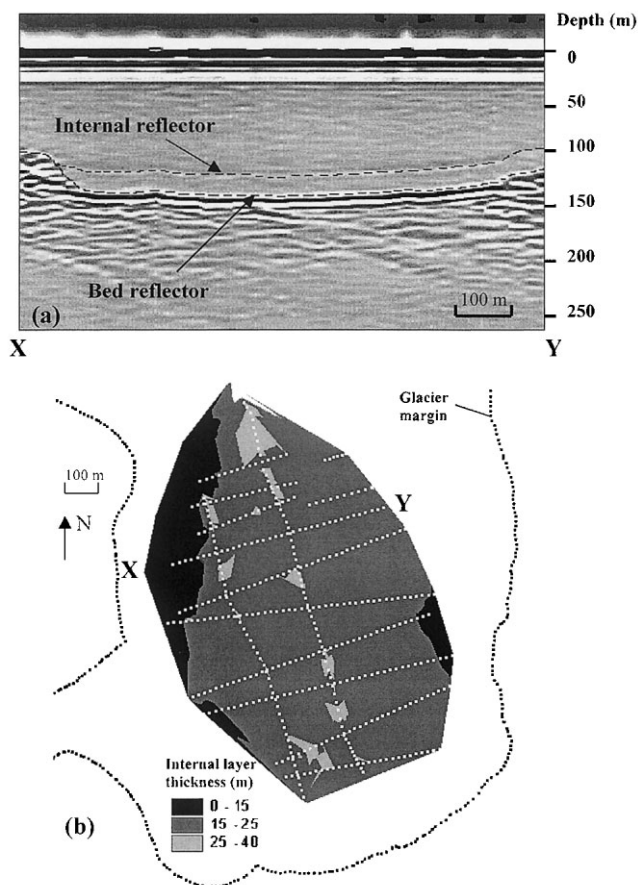 Depth (m)
0
50
100
150
200
250
Internal reflector
Bed reflector
(a)
100 m
X
Y
Glacier
margin
100 m
N
X
Y
Internal layer
thickness (m)
0 - 15
15 - 25
25 - 40
(b)